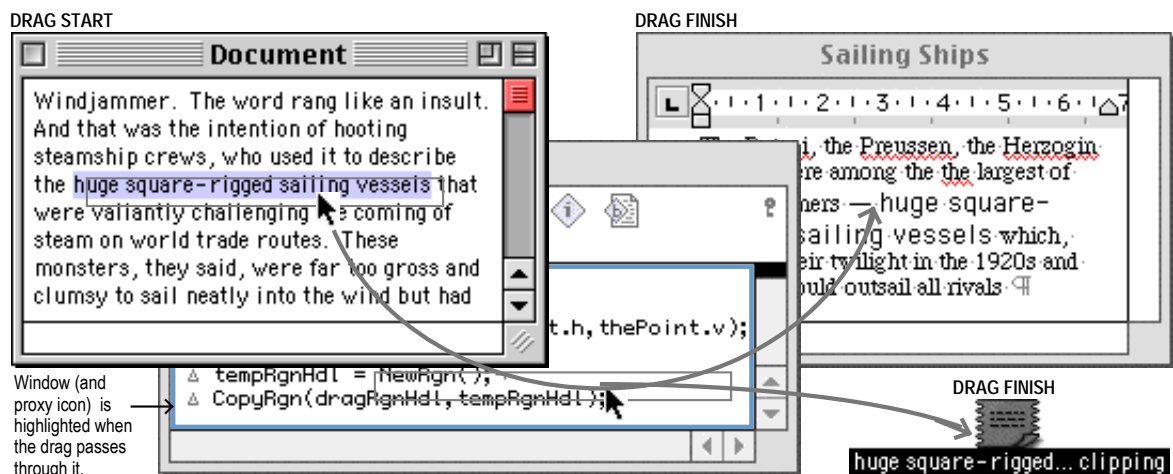 DRAG START
Document
Windjammer. The word rang like an insult.
And that was the intention of hooting
steamship crews, who used it to describe
the huge square-rigged sailing vessels that
were valiantly challenging the coming of
steam on world trade routes. These
monsters, they said, were far too gross and
clumsy to sail neatly into the wind but had
Window (and
proxy icon) is
highlighted when
the drag passes
through it.
t.h,thePoint.v);
tempRgnHdl = NewRgn();
CopyRgn(dragRgnHdl,tempRgnHdl);
DRAG FINISH
Sailing Ships
1 2 3 4 5 6 7
i, the Preussen, the Herzogin
re among the the largest of
mers — huge square-
sailing vessels which,
eir twilight in the 1920s and
uld outsail all rivals ¶
DRAG FINISH
huge square-rigged... clipping